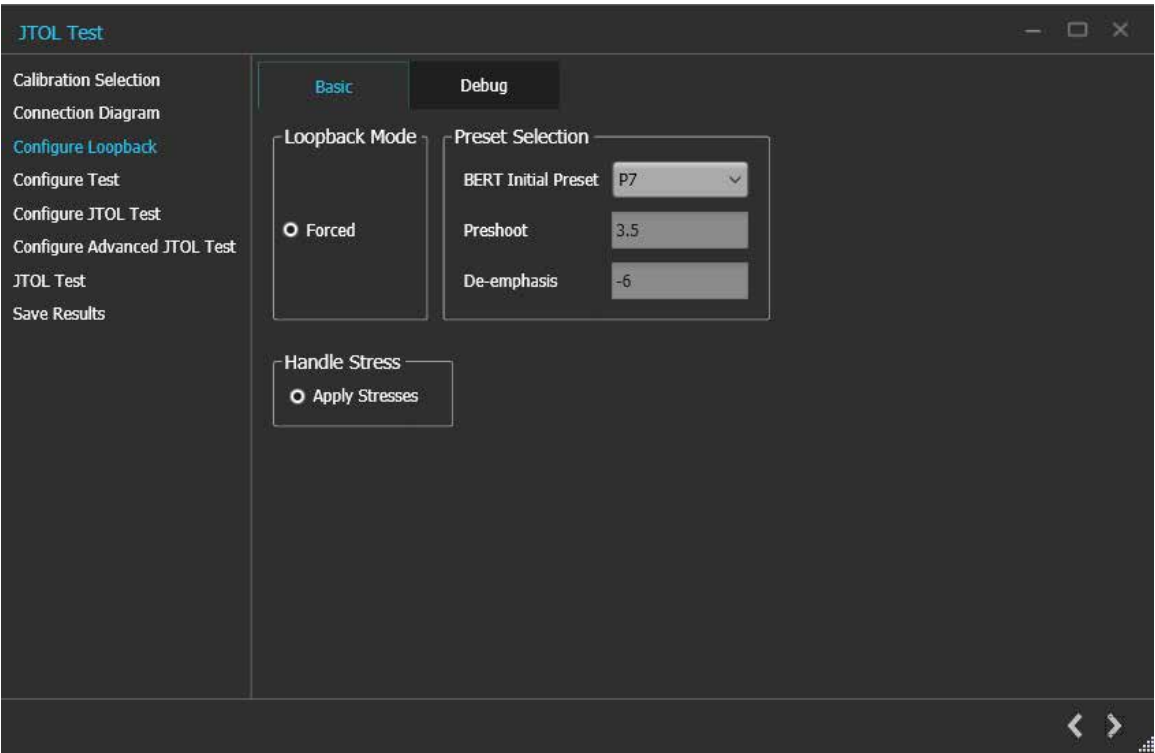 JTOL Test
Calibration Selection
Connection Diagram
Configure Loopback
Configure Test
Configure JTOL Test
Configure Advanced JTOL Test
JTOL Test
Save Results
Basic
Debug
Loopback Mode
Forced
Preset Selection
BERT Initial Preset P7
Preshoot 3.5
De-emphasis -6
Handle Stress
Apply Stresses